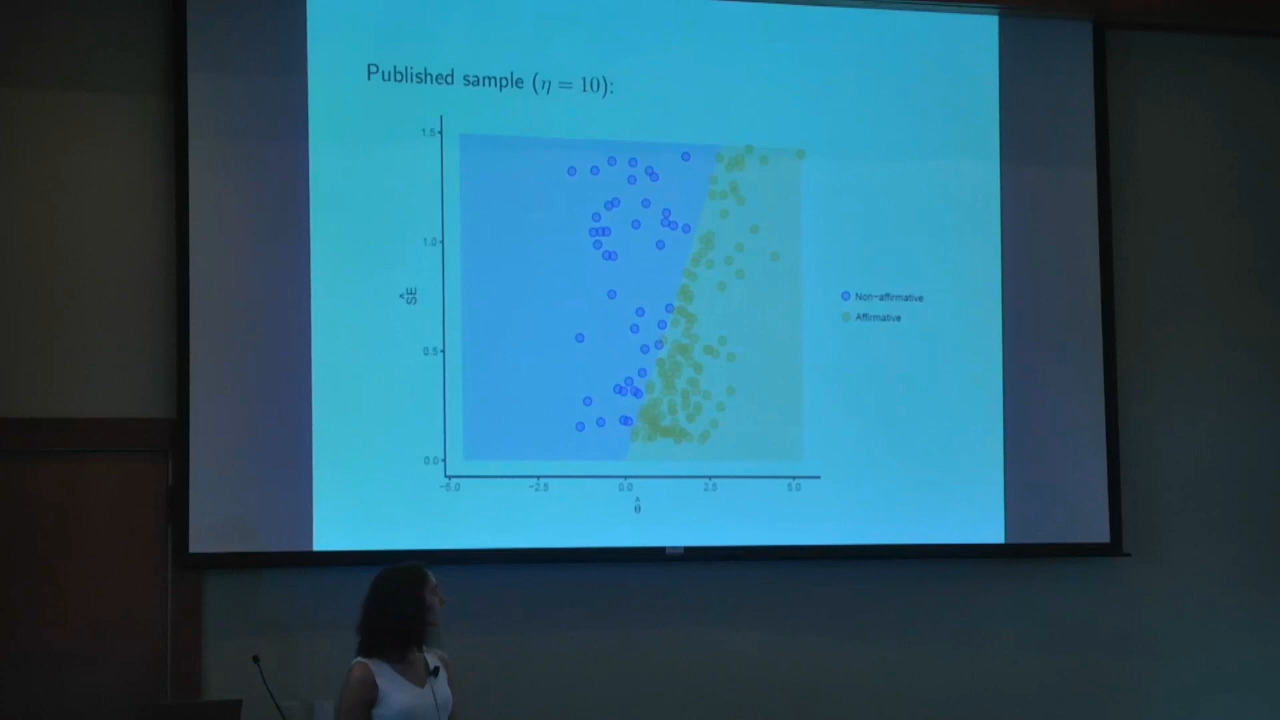 Published sample (η = 10):
1.5
1.0
0.5
0.0
ŜE
-5.0 -2.5 0.0 2.5 5.0
θ̂
Non-affirmative
Affirmative